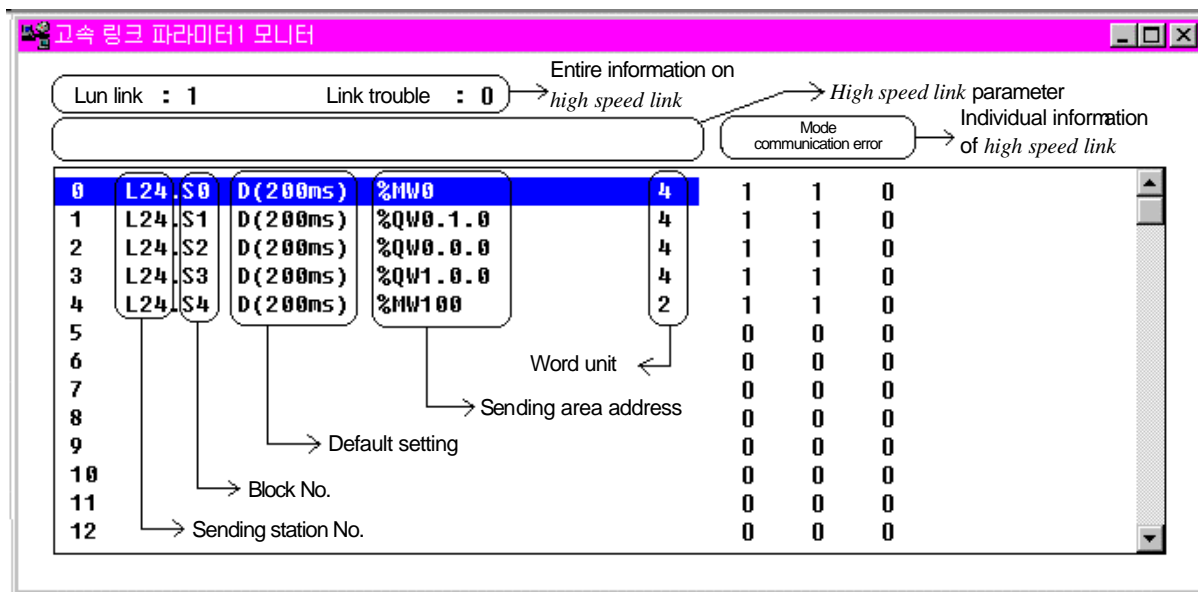 고속 링크 파라미터1 모니터
Entire information on
high speed link
Lun link : 1 Link trouble : 0
High speed link parameter
Individual information
of high speed link
Mode
communication error
0 L24.S0 D(200ms) %MW0 4 1 1 0
1 L24.S1 D(200ms) %QW0.1.0 4 1 1 0
2 L24.S2 D(200ms) %QW0.0.0 4 1 1 0
3 L24.S3 D(200ms) %QW1.0.0 4 1 1 0
4 L24.S4 D(200ms) %MW100 2 1 1 0
5 0 0 0
6 0 0 0
7 0 0 0
8 0 0 0
9 0 0 0
10 0 0 0
11 0 0 0
12 0 0 0
Word unit
Sending area address
Default setting
Block No.
Sending station No.